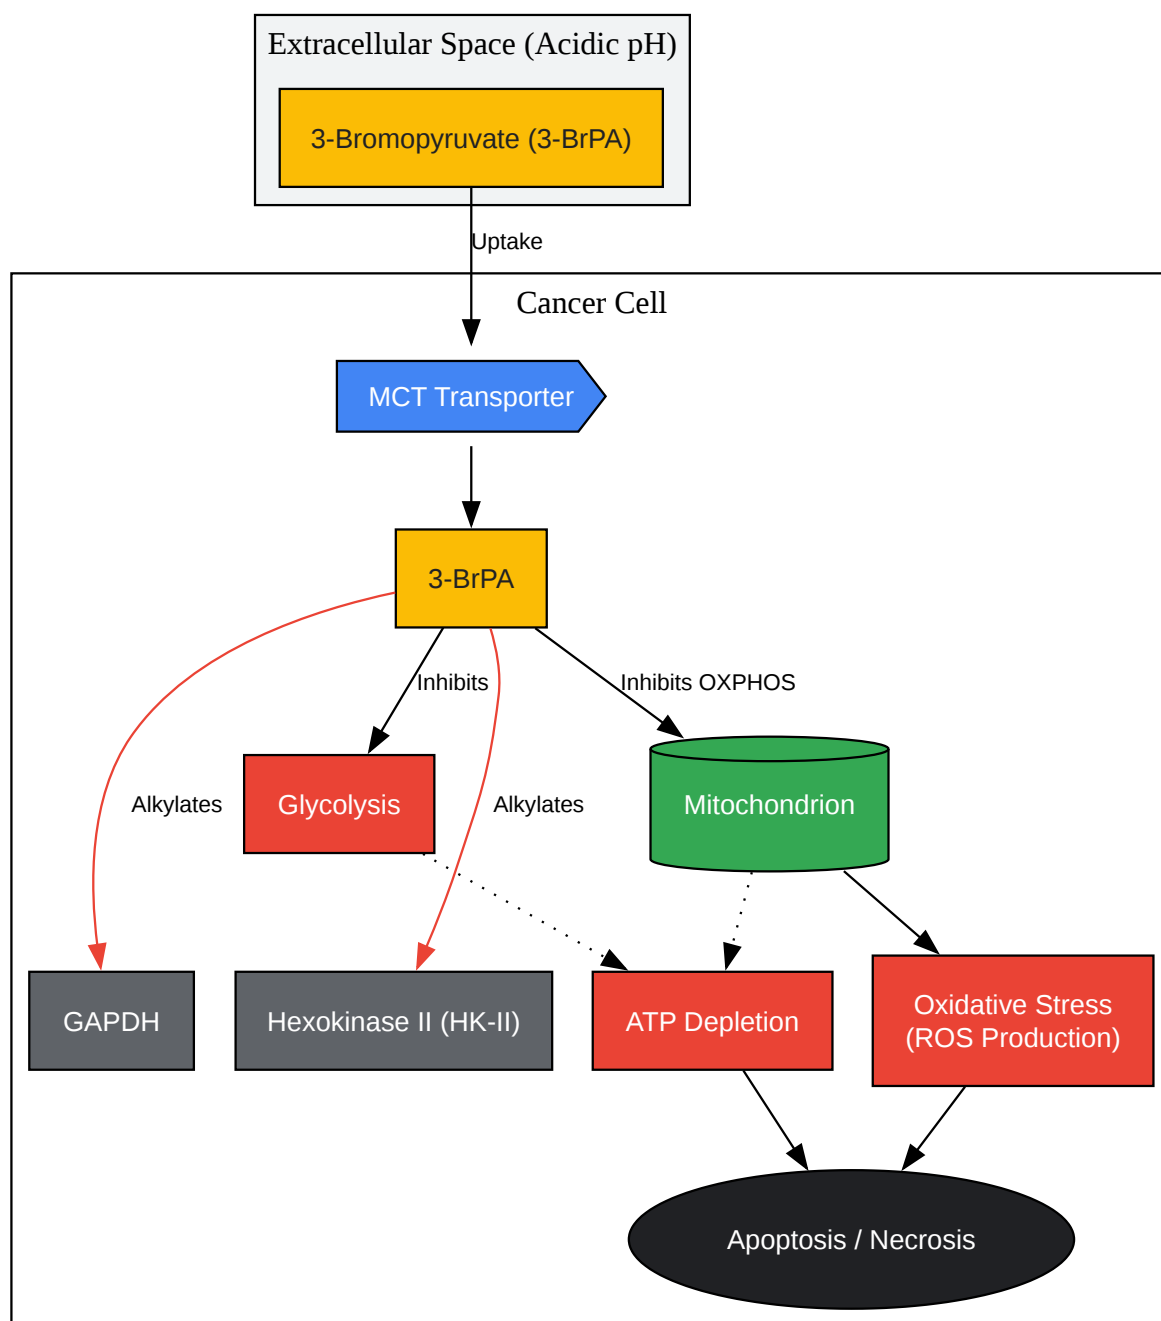 Extracellular Space (Acidic pH)
3-Bromopyruvate (3-BrPA)
Uptake
Cancer Cell
MCT Transporter
3-BrPA
Inhibits
Inhibits OXPHOS
Alkylates
Glycolysis
Alkylates
Mitochondrion
GAPDH
Hexokinase II (HK-II)
ATP Depletion
Oxidative Stress
(ROS Production)
Apoptosis / Necrosis